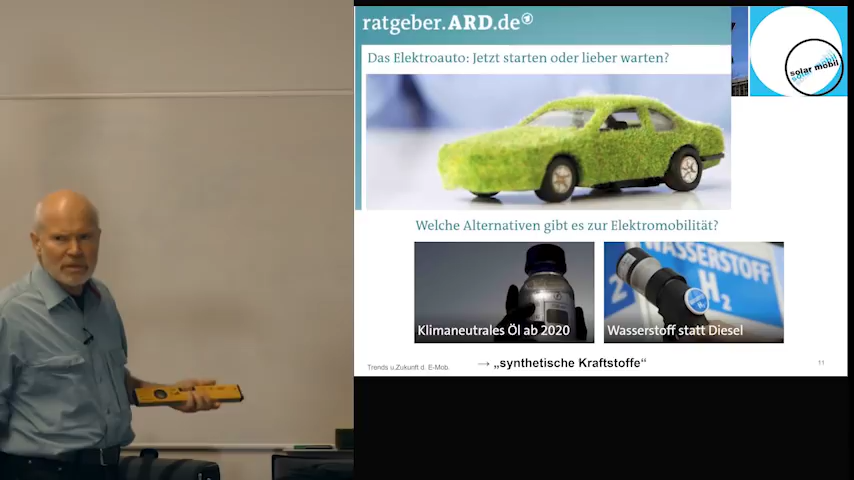 ratgeber.ARD.de
Das Elektroauto: Jetzt starten oder lieber warten?
solar mobil
Welche Alternativen gibt es zur Elektromobilität?
WASSERSTOFF
2
H2
Klimaneutrales Öl ab 2020
Wasserstoff statt Diesel
Trends u.Zukunft d. E-Mob.
→ „synthetische Kraftstoffe“
11